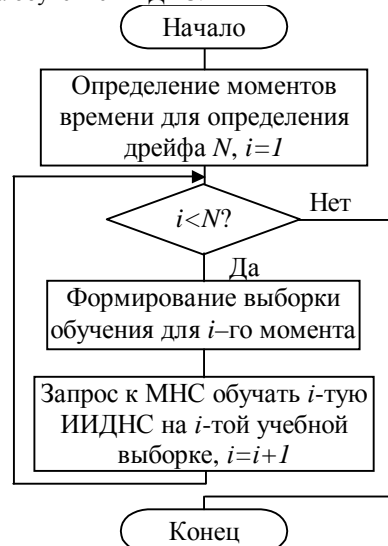 Начало
Определение моментов
времени для определения
дрейфа N, i=1
i<N?
Нет
Да
Формирование выборки
обучения для i–го момента
Запрос к МНС обучать i-тую
ИИДНС на i-той учебной
выборке, i=i+1
Конец